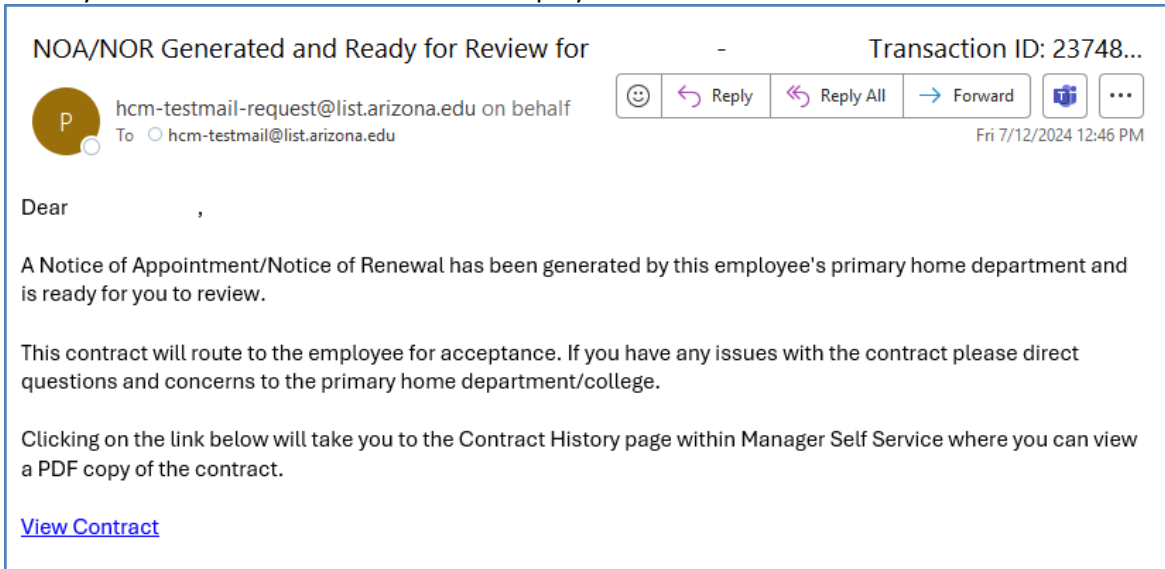 NOA/NOR Generated and Ready for Review for - Transaction ID: 23748...
P
hcm-testmail-request@list.arizona.edu on behalf
Reply
Reply All
Forward
To hcm-testmail@list.arizona.edu
Fri 7/12/2024 12:46 PM
Dear ,
A Notice of Appointment/Notice of Renewal has been generated by this employee's primary home department and
is ready for you to review.
This contract will route to the employee for acceptance. If you have any issues with the contract please direct
questions and concerns to the primary home department/college.
Clicking on the link below will take you to the Contract History page within Manager Self Service where you can view
a PDF copy of the contract.
View Contract